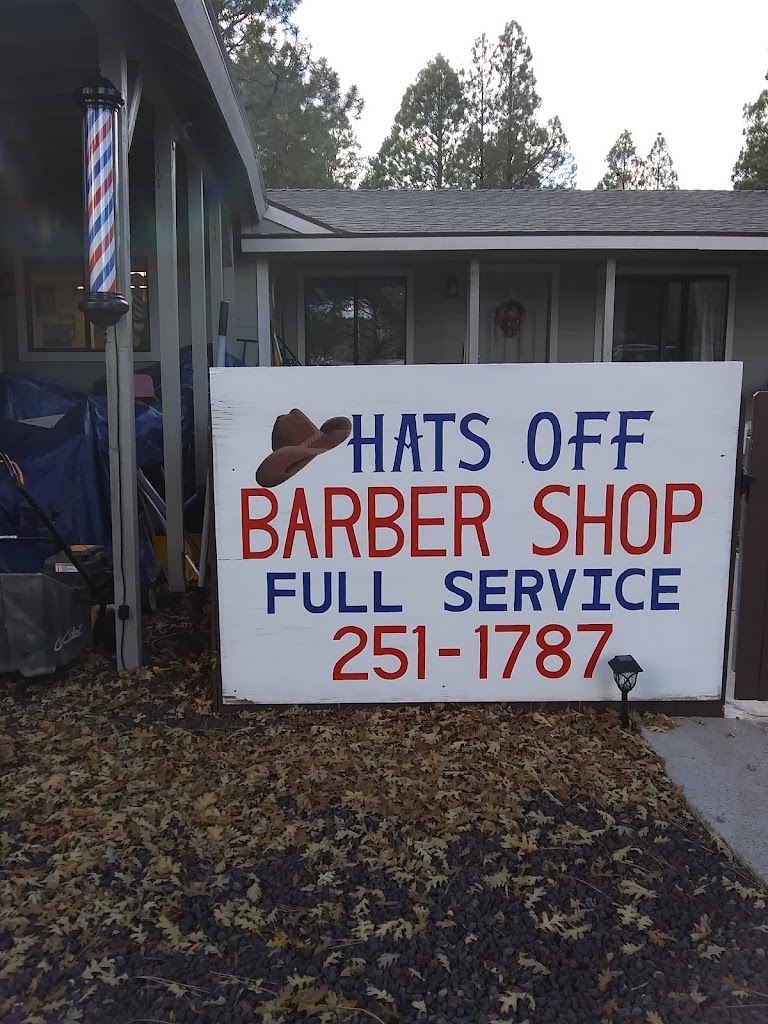 HATS OFF
BARBER SHOP
FULL SERVICE
251-1787